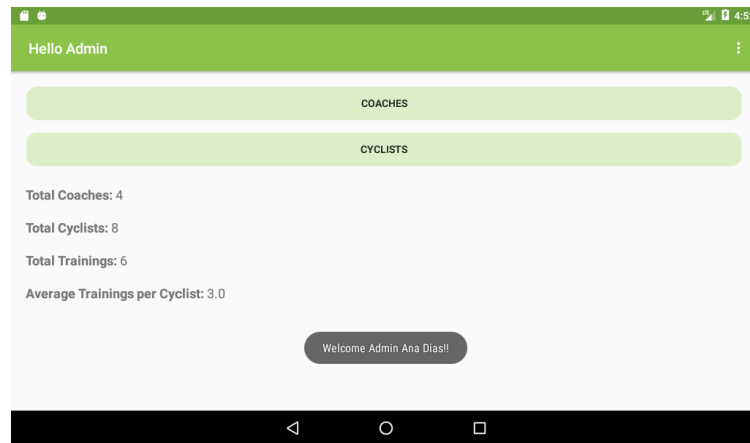 4:5
Hello Admin
COACHES
CYCLISTS
Total Coaches: 4
Total Cyclists: 8
Total Trainings: 6
Average Trainings per Cyclist: 3.0
Welcome Admin Ana Dias!!